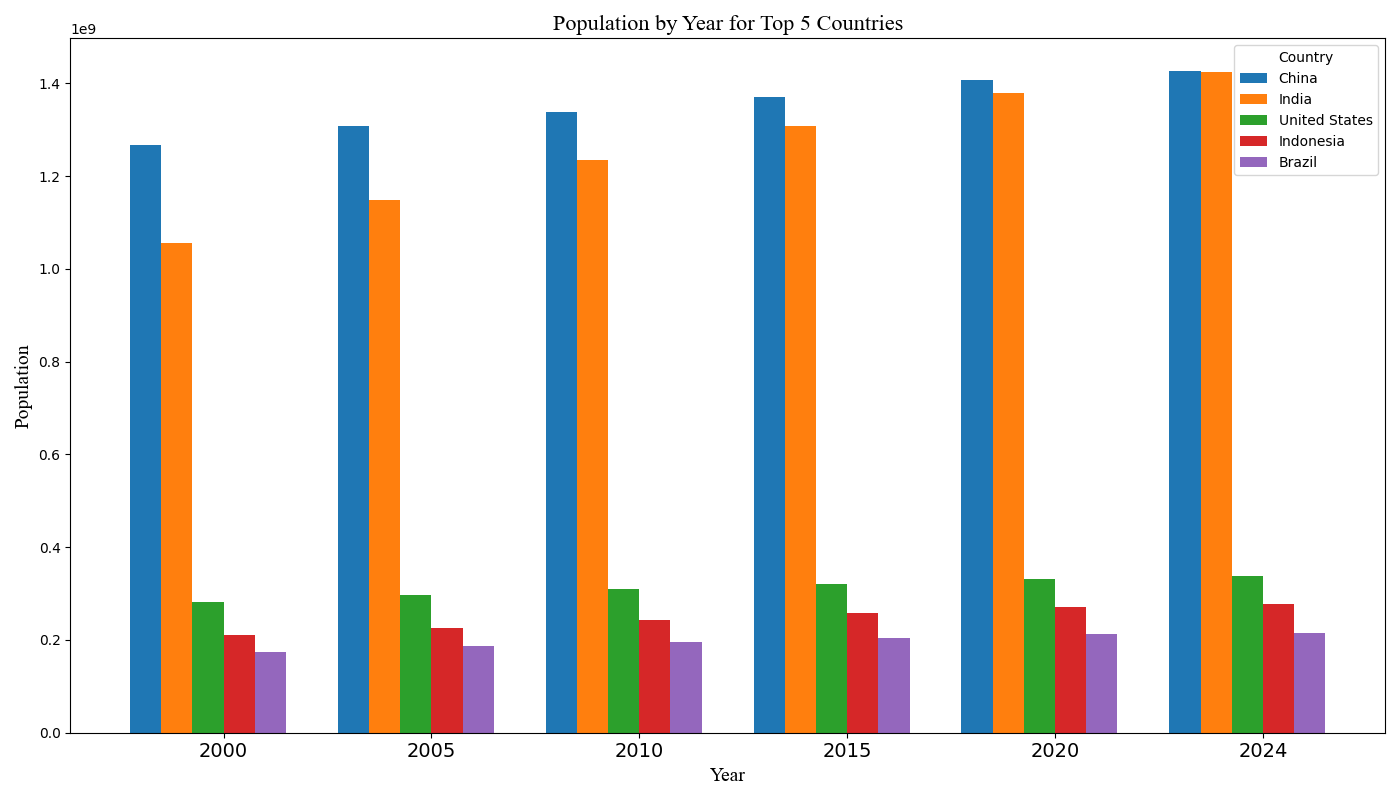 Population by Year for Top 5 Countries
1e9
Country
China
India
United States
Indonesia
Brazil
1.4
1.2
1.0
0.8
0.6
0.4
0.2
0.0
Population
2000 2005 2010 2015 2020 2024
Year